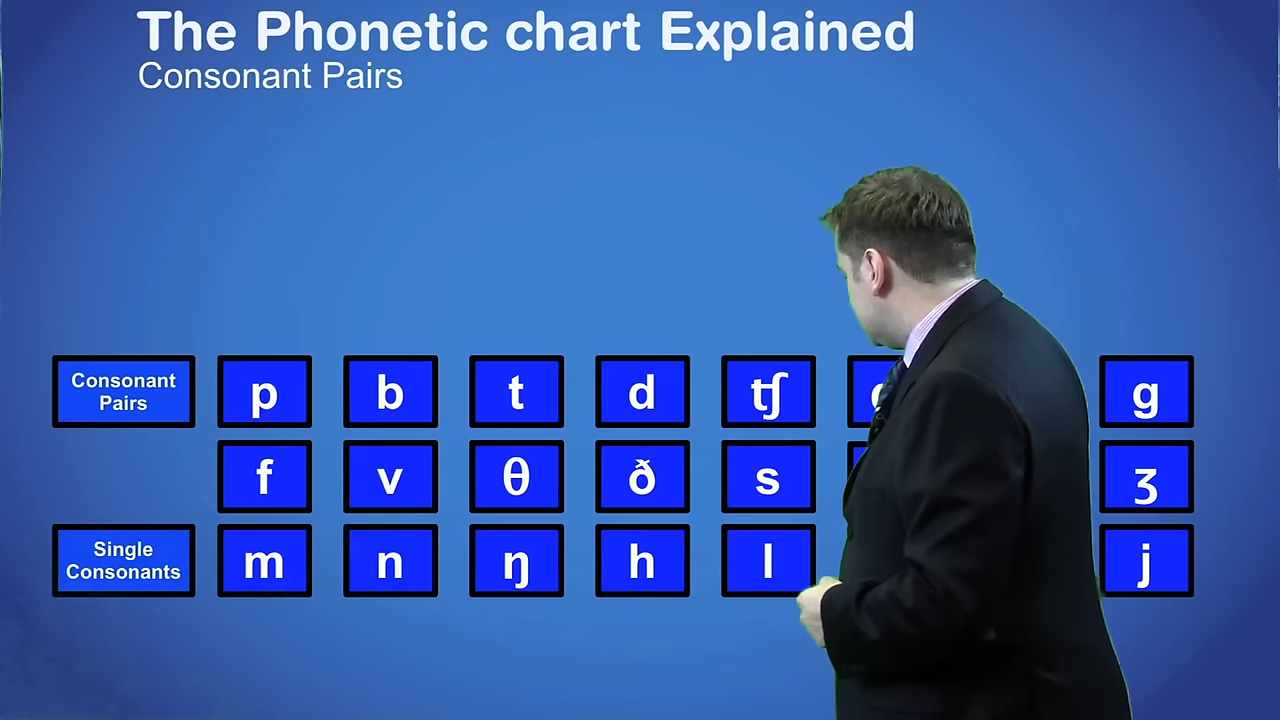 The Phonetic chart Explained
Consonant Pairs
Consonant
Pairs
p b t d ʧ g
f v θ ð s ʒ
Single
Consonants
m n ŋ h l j